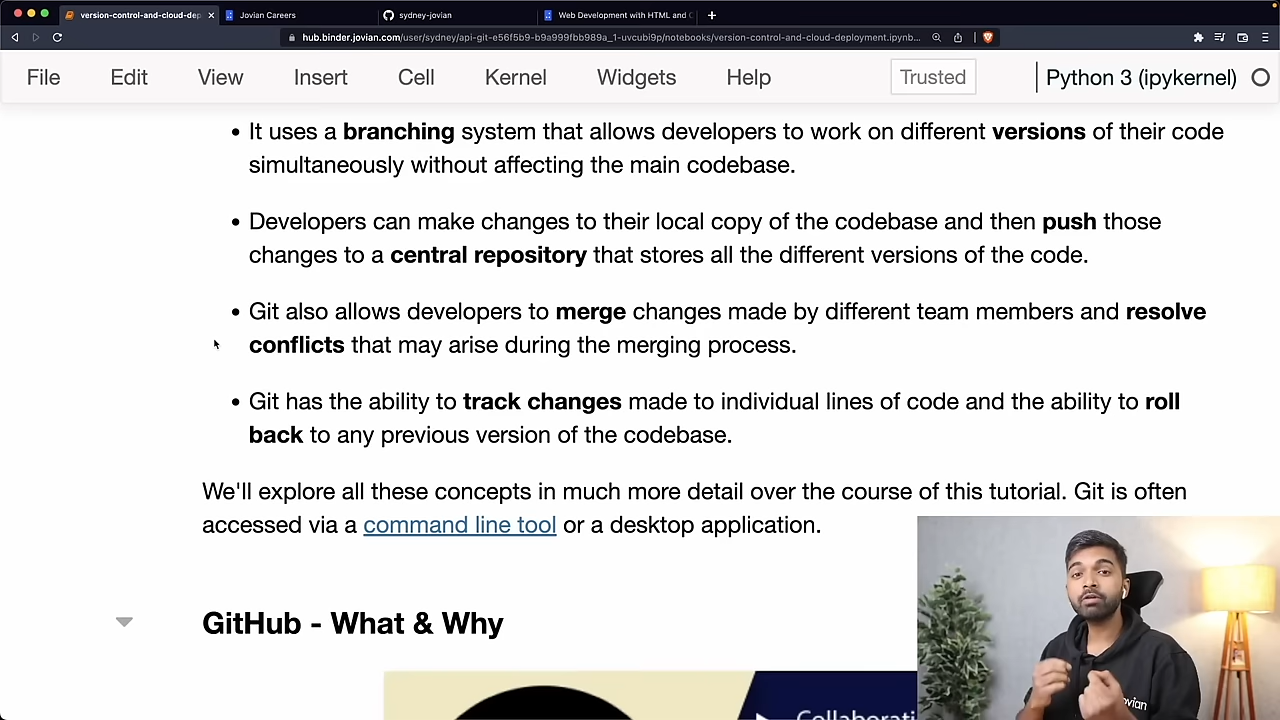 version-control-and-cloud-dep
Jovian Careers
sydney-jovian
Web Development with HTML and C
hub.binder.jovian.com/user/sydney/api-git-e56f5b9-b9a999fbb989a_1-uvcubi9p/notebooks/version-control-and-cloud-deployment.ipynb...
File Edit View Insert Cell Kernel Widgets Help Trusted Python 3 (ipykernel)
• It uses a branching system that allows developers to work on different versions of their code
simultaneously without affecting the main codebase.
• Developers can make changes to their local copy of the codebase and then push those
changes to a central repository that stores all the different versions of the code.
• Git also allows developers to merge changes made by different team members and resolve
conflicts that may arise during the merging process.
• Git has the ability to track changes made to individual lines of code and the ability to roll
back to any previous version of the codebase.
We'll explore all these concepts in much more detail over the course of this tutorial. Git is often
accessed via a command line tool or a desktop application.
GitHub - What & Why
Collaborati
ovian